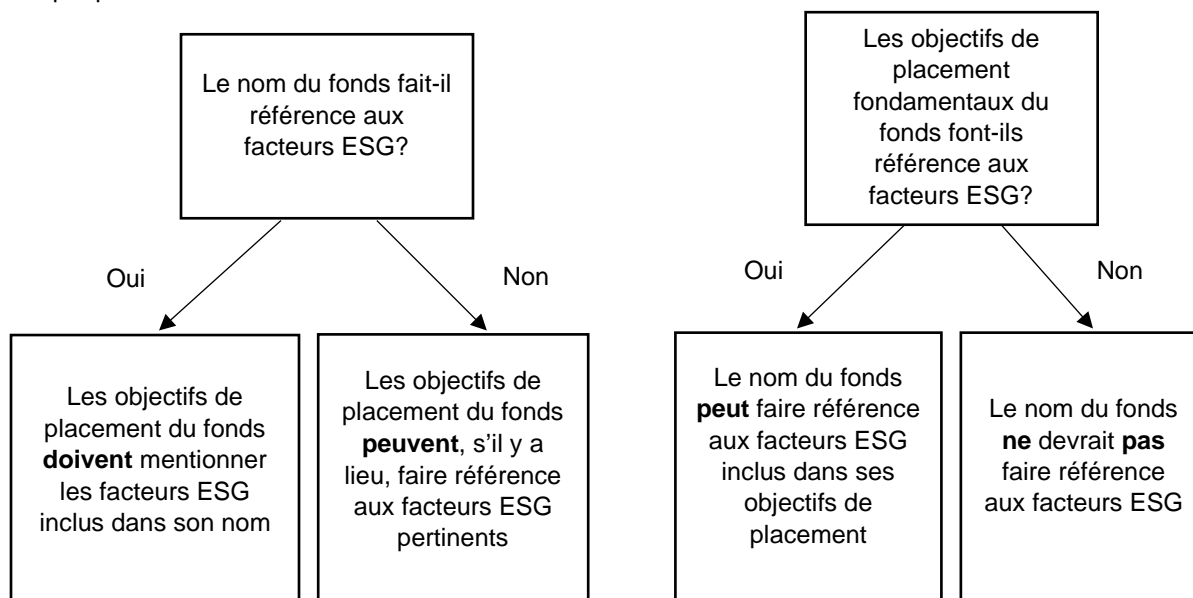 Le nom du fonds fait-il
référence aux
facteurs ESG?
Oui
Non
Les objectifs de
placement du fonds
doivent mentionner
les facteurs ESG
inclus dans son nom
Les objectifs de
placement du fonds
peuvent, s’il y a
lieu, faire référence
aux facteurs ESG
pertinents
Les objectifs de
placement
fondamentaux du
fonds font-ils
référence aux
facteurs ESG?
Oui
Non
Le nom du fonds
peut faire référence
aux facteurs ESG
inclus dans ses
objectifs de
placement
Le nom du fonds
ne devrait pas
faire référence
aux facteurs ESG